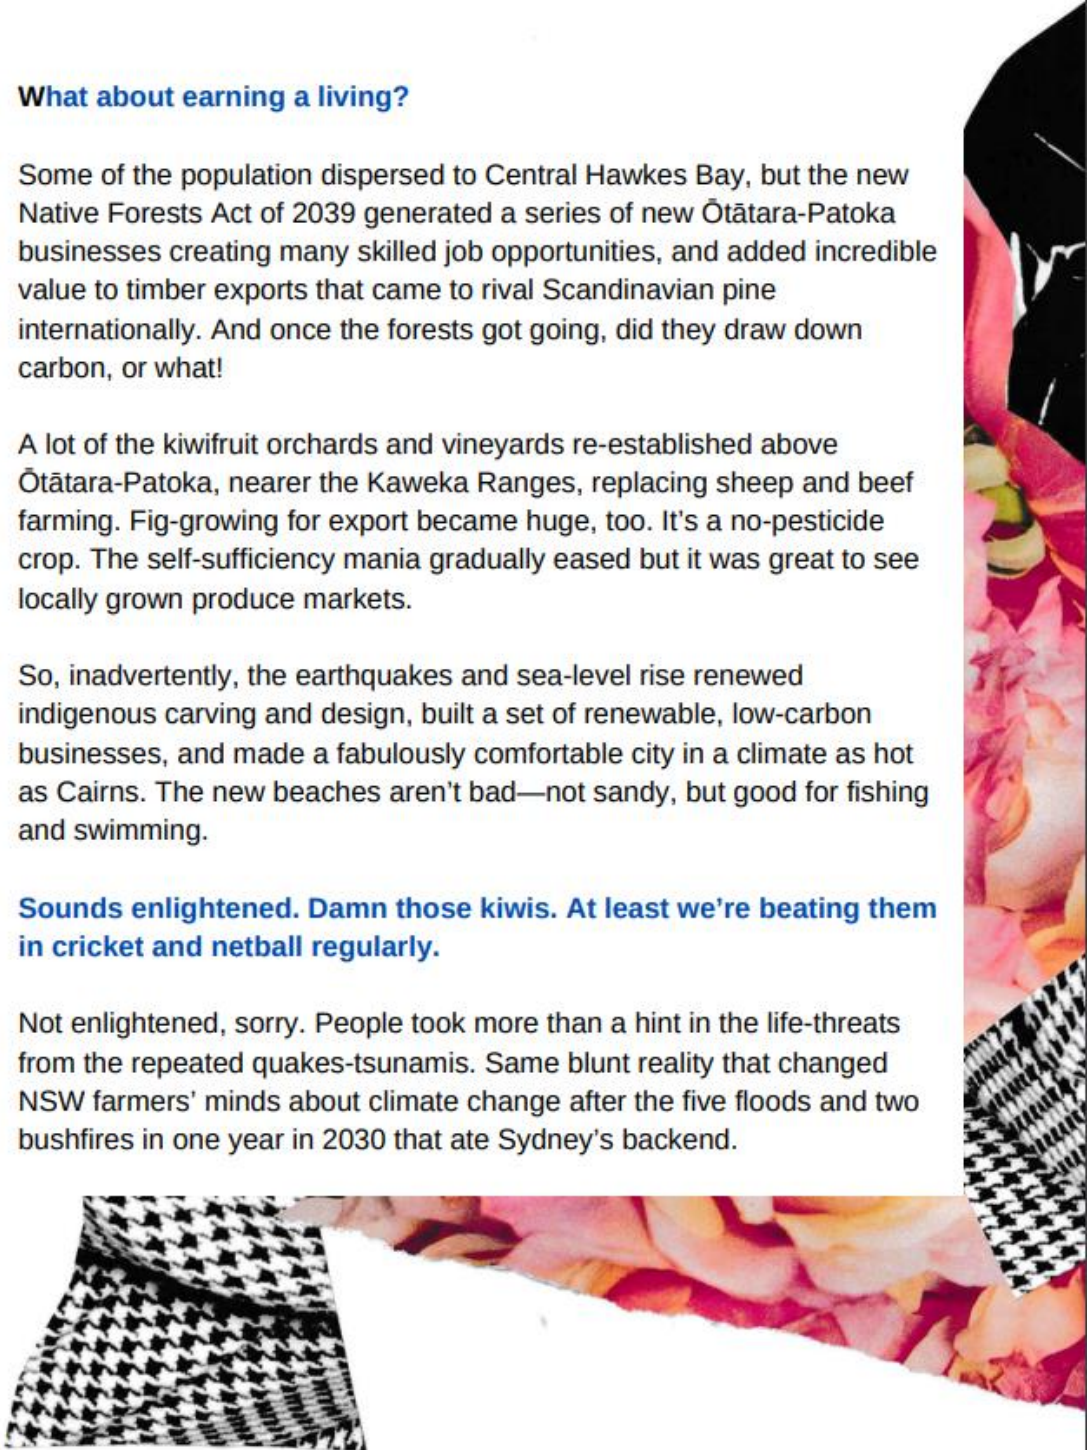 What about earning a living?
Some of the population dispersed to Central Hawkes Bay, but the new
Native Forests Act of 2039 generated a series of new Ōtātara-Patoka
businesses creating many skilled job opportunities, and added incredible
value to timber exports that came to rival Scandinavian pine
internationally. And once the forests got going, did they draw down
carbon, or what!
A lot of the kiwifruit orchards and vineyards re-established above
Ōtātara-Patoka, nearer the Kaweka Ranges, replacing sheep and beef
farming. Fig-growing for export became huge, too. It's a no-pesticide
crop. The self-sufficiency mania gradually eased but it was great to see
locally grown produce markets.
So, inadvertently, the earthquakes and sea-level rise renewed
indigenous carving and design, built a set of renewable, low-carbon
businesses, and made a fabulously comfortable city in a climate as hot
as Cairns. The new beaches aren’t bad—not sandy, but good for fishing
and swimming.
Sounds enlightened. Damn those kiwis. At least we’re beating them
in cricket and netball regularly.
Not enlightened, sorry. People took more than a hint in the life-threats
from the repeated quakes-tsunamis. Same blunt reality that changed
NSW farmers’ minds about climate change after the five floods and two
bushfires in one year in 2030 that ate Sydney’s backend.